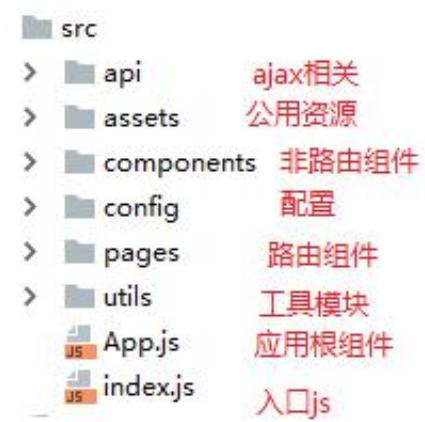 src
api ajax相关
assets 公用资源
components 非路由组件
config 配置
pages 路由组件
utils 工具模块
JS App.js 应用根组件
JS index.js 入口js